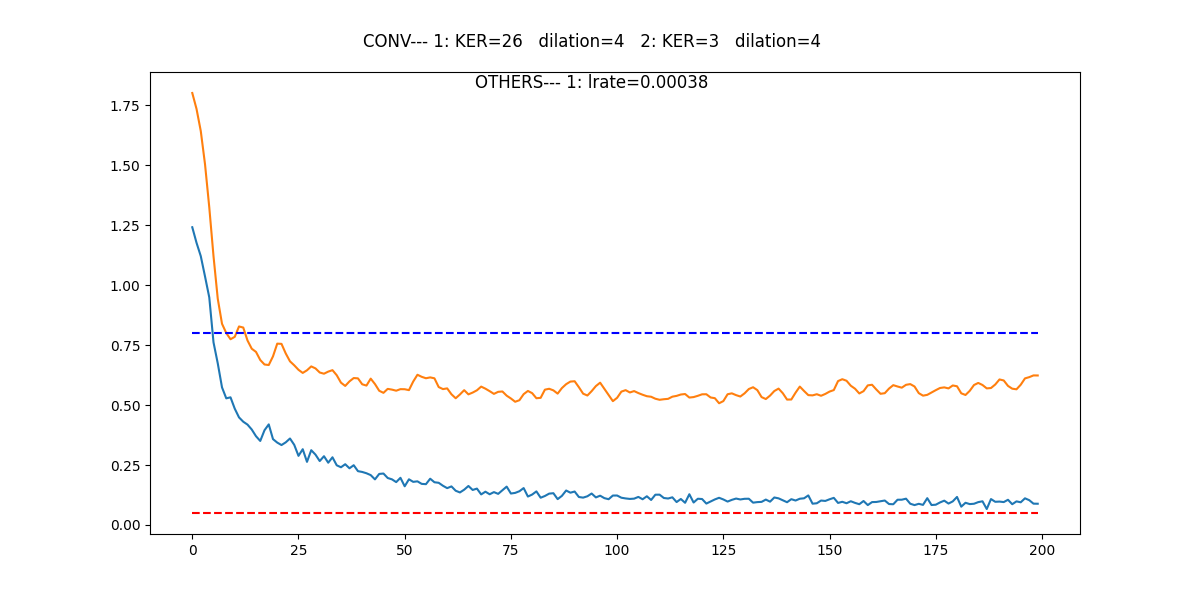 CONV--- 1: KER=26   dilation=4   2: KER=3   dilation=4
OTHERS--- 1: lrate=0.00038
1.75
1.50
1.25
1.00
0.75
0.50
0.25
0.00
0 25 50 75 100 125 150 175 200